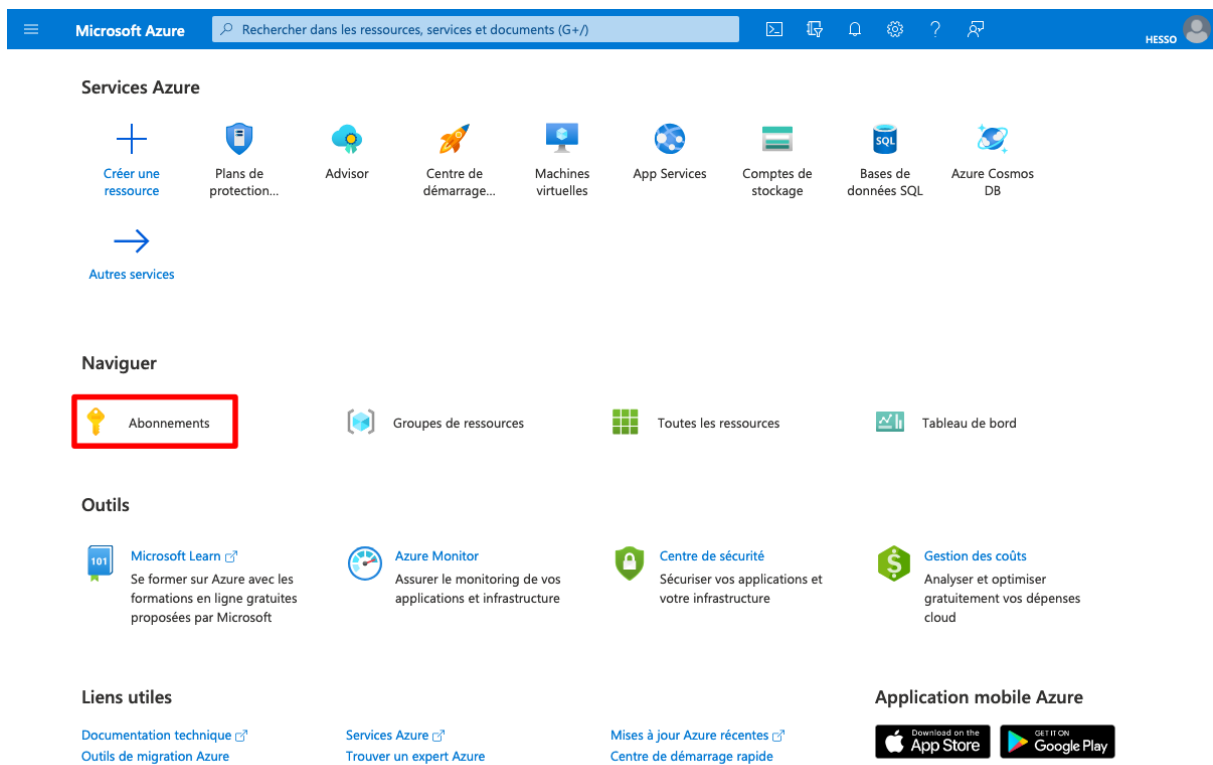 Microsoft Azure
Rechercher dans les ressources, services et documents (G+/)
HESSO
Services Azure
Créer une
ressource
Plans de
protection...
Advisor
Centre de
démarrage...
Machines
virtuelles
App Services
Comptes de
stockage
SQL
Bases de
données SQL
Azure Cosmos
DB
Autres services
Naviguer
Abonnements
Groupes de ressources
Toutes les ressources
Tableau de bord
Outils
101
Microsoft Learn
Se former sur Azure avec les
formations en ligne gratuites
proposées par Microsoft
Azure Monitor
Assurer le monitoring de vos
applications et infrastructure
Centre de sécurité
Sécuriser vos applications et
votre infrastructure
Gestion des coûts
Analyser et optimiser
gratuitement vos dépenses
cloud
Liens utiles
Documentation technique
Outils de migration Azure
Services Azure
Trouver un expert Azure
Mises à jour Azure récentes
Centre de démarrage rapide
Application mobile Azure
Download on the
App Store
GET IT ON
Google Play